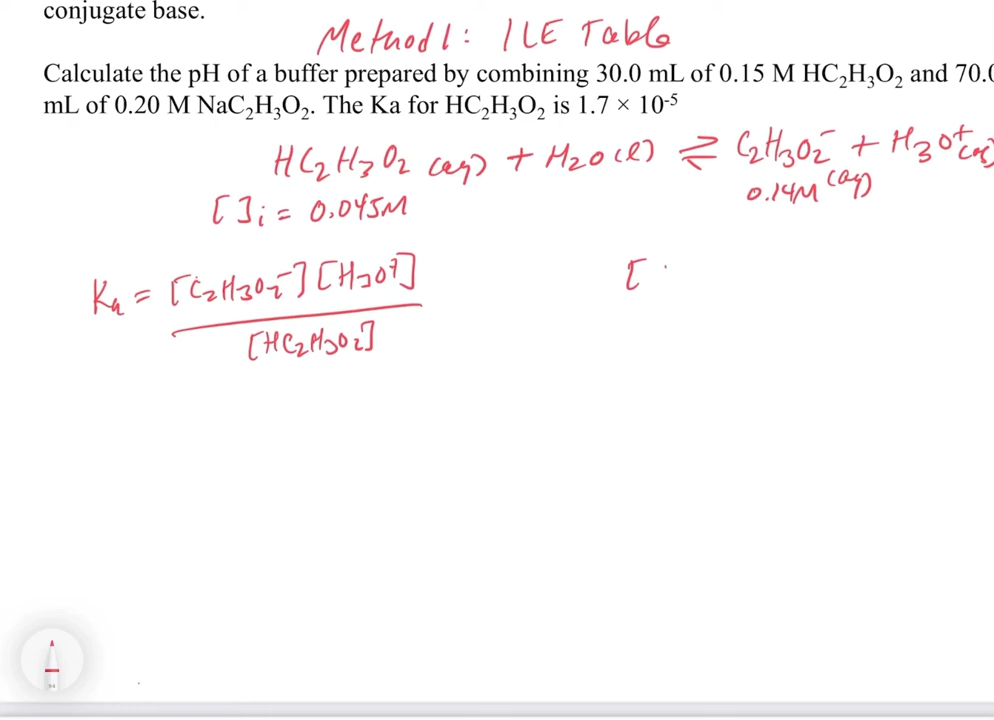 conjugate base.
Method 1: ICE Table
Calculate the pH of a buffer prepared by combining 30.0 mL of 0.15 M HC₂H₃O₂ and 70.0
mL of 0.20 M NaC₂H₃O₂. The Ka for HC₂H₃O₂ is 1.7 × 10⁻⁵
HC₂H₃O₂ (aq) + H₂O(l) ⇌ C₂H₃O₂⁻ (aq) + H₃O⁺ (aq)
[ ]ᵢ = 0.045M 0.14M
Kₐ = [C₂H₃O₂⁻][H₃O⁺]
[HC₂H₃O₂]
[